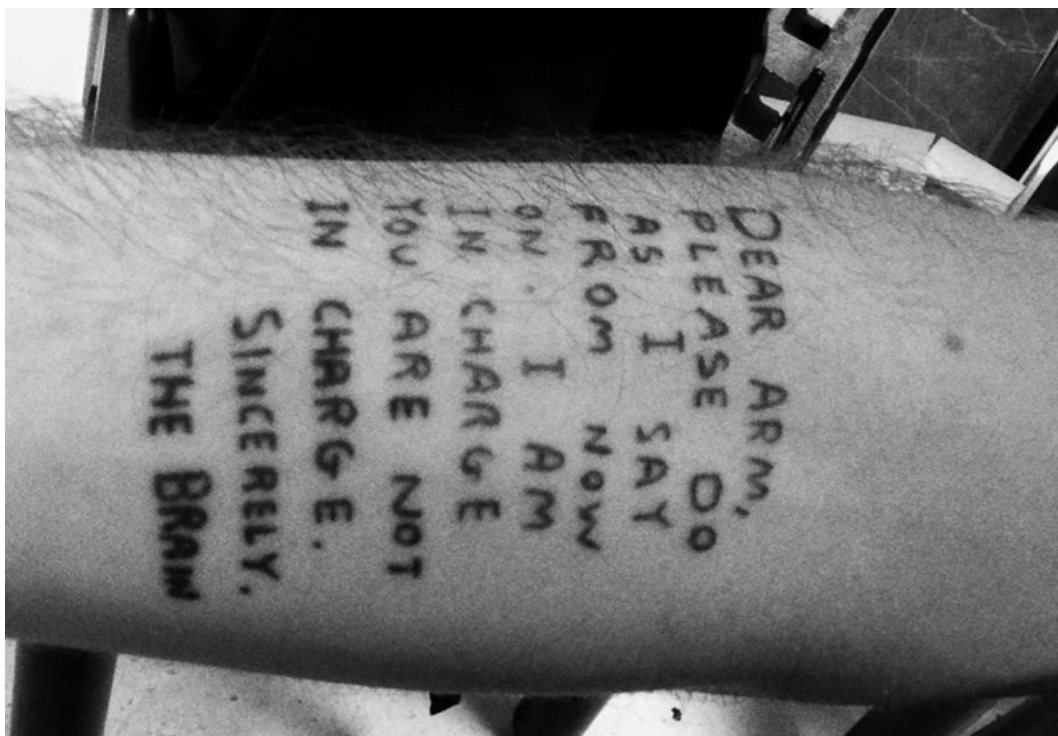 DEAR ARM,
PLEASE DO
AS I SAY
FROM NOW
ON. I AM
IN CHARGE
YOU ARE NOT
IN CHARGE.
SINCERELY,
THE BRAIN